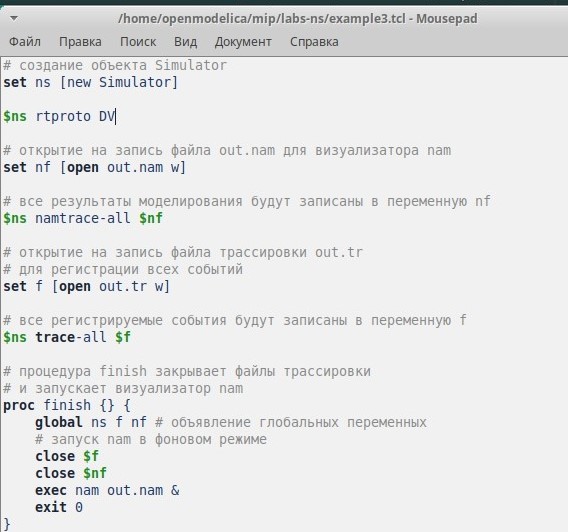 /home/openmodelica/mip/labs-ns/example3.tcl - Mousepad
Файл Правка Поиск Вид Документ Справка
# создание объекта Simulator
set ns [new Simulator]
$ns rtproto DV
# открытие на запись файла out.nam для визуализатора nam
set nf [open out.nam w]
# все результаты моделирования будут записаны в переменную nf
$ns namtrace-all $nf
# открытие на запись файла трассировки out.tr
# для регистрации всех событий
set f [open out.tr w]
# все регистрируемые события будут записаны в переменную f
$ns trace-all $f
# процедура finish закрывает файлы трассировки
# и запускает визуализатор nam
proc finish {} {
    global ns f nf # объявление глобальных переменных
    # запуск nam в фоновом режиме
    close $f
    close $nf
    exec nam out.nam &
    exit 0
}